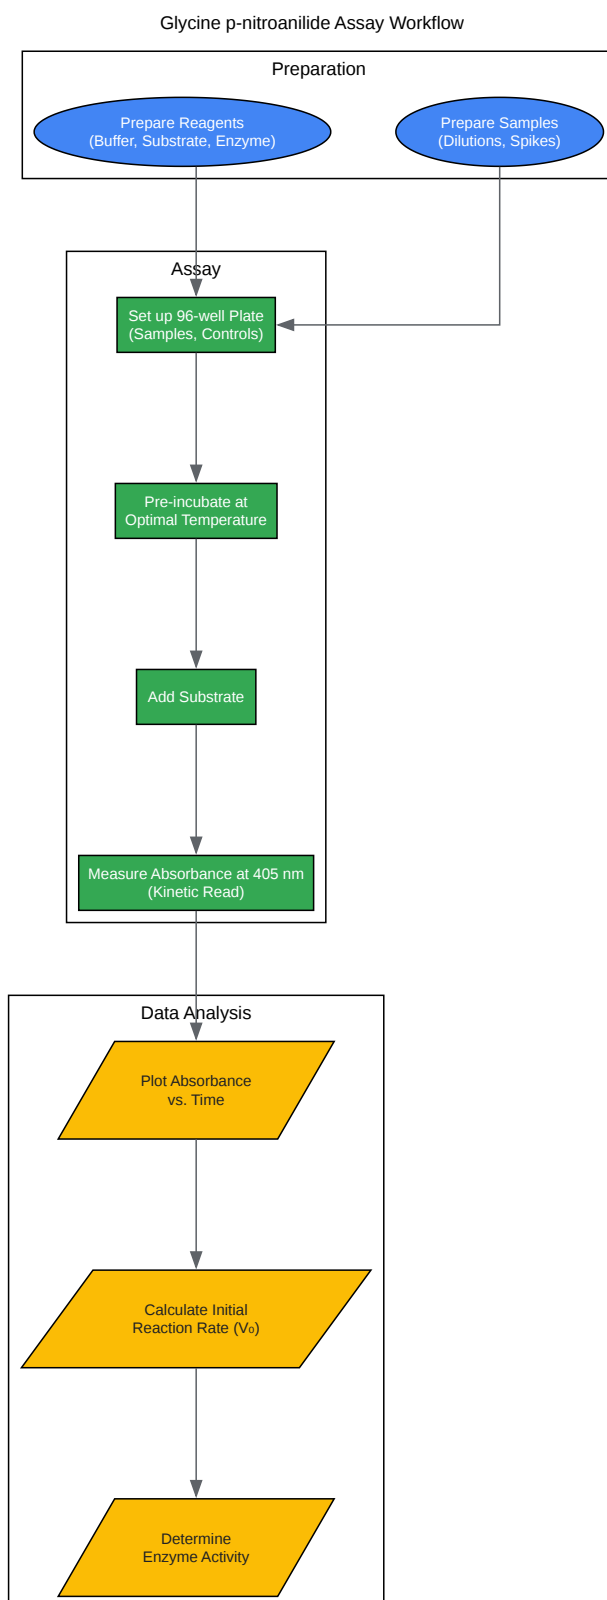 Glycine p-nitroanilide Assay Workflow
Preparation
Prepare Reagents
(Buffer, Substrate, Enzyme)
Prepare Samples
(Dilutions, Spikes)
Assay
Set up 96-well Plate
(Samples, Controls)
Pre-incubate at
Optimal Temperature
Add Substrate
Measure Absorbance at 405 nm
(Kinetic Read)
Data Analysis
Plot Absorbance
vs. Time
Calculate Initial
Reaction Rate (V₀)
Determine
Enzyme Activity